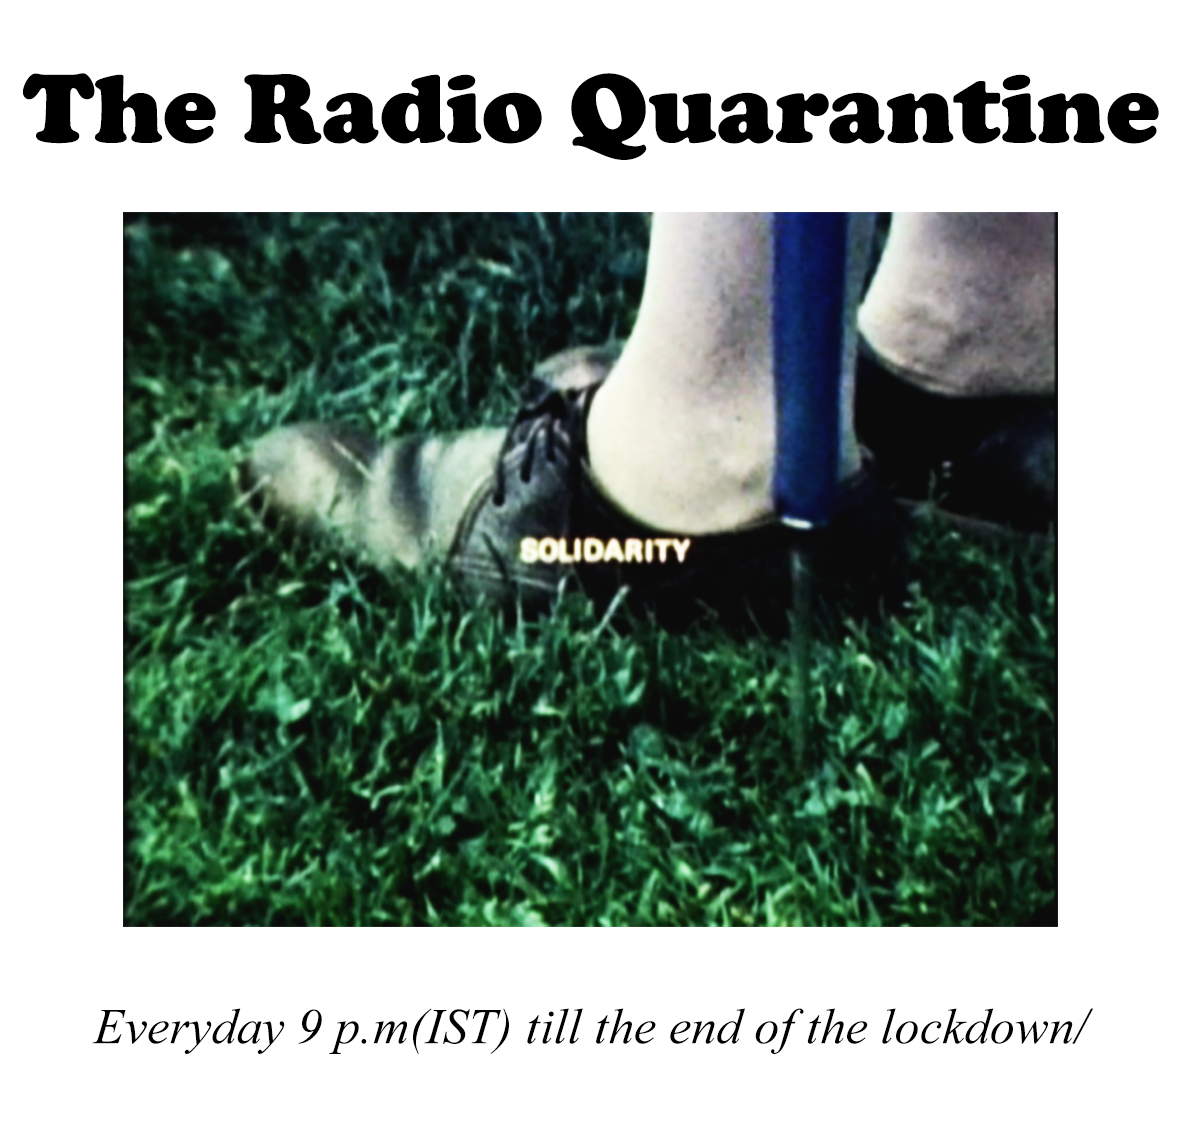 The Radio Quarantine
SOLIDARITY
Everyday 9 p.m(IST) till the end of the lockdown/